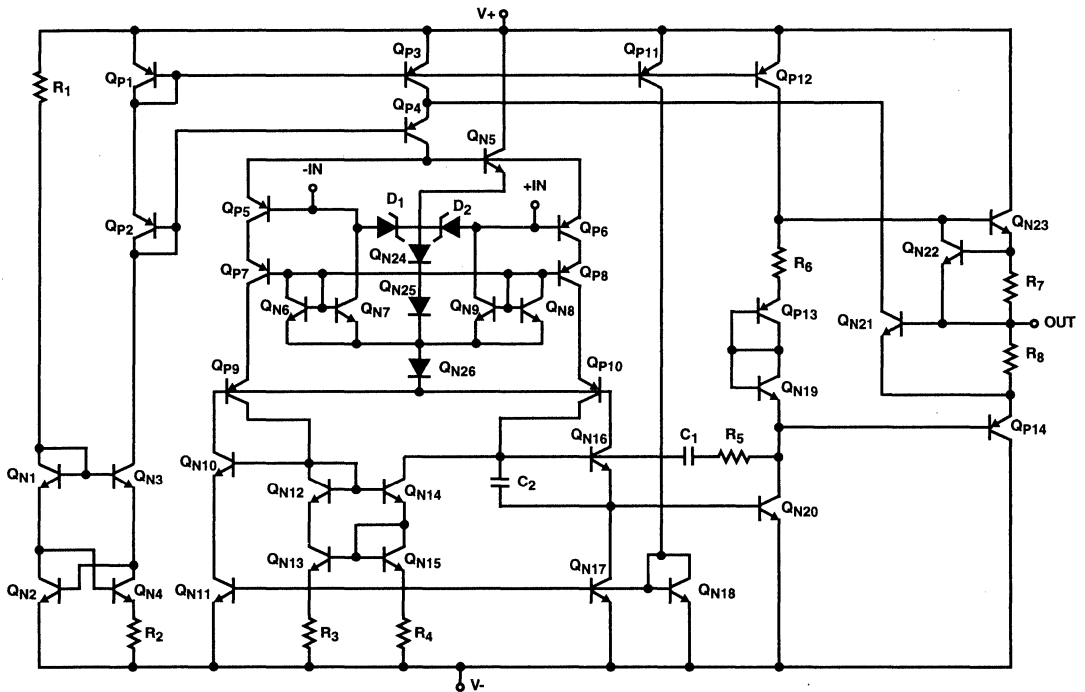 V+
QP1
QP3
QP11
QP12
R1
QP4
QN5
-IN
+IN
D1
D2
QP5
QP6
QP2
QN24
QN22
QN23
QP7
QP8
R6
R7
QN25
QN6
QN7
QN9
QN8
QP13
QN21
OUT
QN26
R8
QP9
QP10
QN19
QN16
C1
R5
QP14
QN1
QN3
QN10
QN12
QN14
C2
QN20
QN13
QN15
QN17
QN2
QN4
QN11
QN18
R2
R3
R4
V-